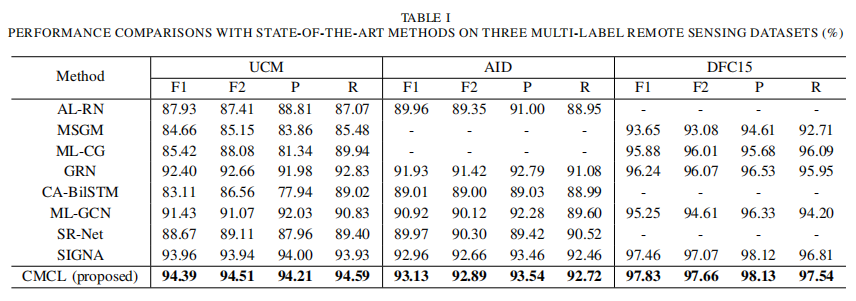 TABLE I
PERFORMANCE COMPARISONS WITH STATE-OF-THE-ART METHODS ON THREE MULTI-LABEL REMOTE SENSING DATASETS (%)
Method UCM AID DFC15
F1 F2 P R F1 F2 P R F1 F2 P R
AL-RN 87.93 87.41 88.81 87.07 89.96 89.35 91.00 88.95 - - - -
MSGM 84.66 85.15 83.86 85.48 - - - - 93.65 93.08 94.61 92.71
ML-CG 85.42 88.08 81.34 89.94 - - - - 95.88 96.01 95.68 96.09
GRN 92.40 92.66 91.98 92.83 91.93 91.42 92.79 91.08 96.24 96.07 96.53 95.95
CA-BilSTM 83.11 86.56 77.94 89.02 89.01 89.00 89.03 88.99 - - - -
ML-GCN 91.43 91.07 92.03 90.83 90.92 90.12 92.28 89.60 95.25 94.61 96.33 94.20
SR-Net 88.67 89.11 87.96 89.40 89.97 90.30 89.42 90.52 - - - -
SIGNA 93.96 93.94 94.00 93.93 92.96 92.66 93.46 92.46 97.46 97.07 98.12 96.81
CMCL (proposed) 94.39 94.51 94.21 94.59 93.13 92.89 93.54 92.72 97.83 97.66 98.13 97.54